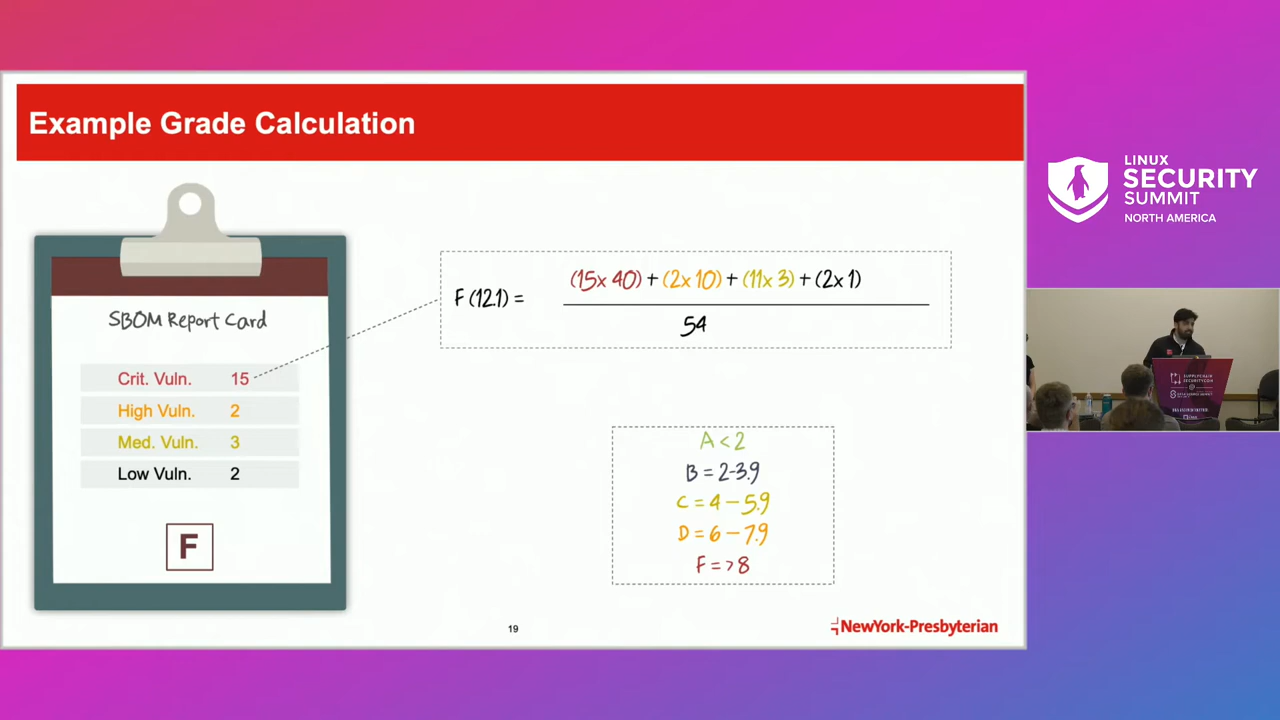 Example Grade Calculation
SBOM Report Card
Crit. Vuln. 15
High Vuln. 2
Med. Vuln. 3
Low Vuln. 2
F
F (12.1) =
(15x 40) + (2x 10) + (11x 3) + (2x 1)
54
A < 2
B = 2-3.9
C = 4 - 5.9
D = 6 - 7.9
F = >8
19
NewYork-Presbyterian
LINUX
SECURITY
SUMMIT
NORTH AMERICA
SUPPLYCHAIN
SECURITYCON